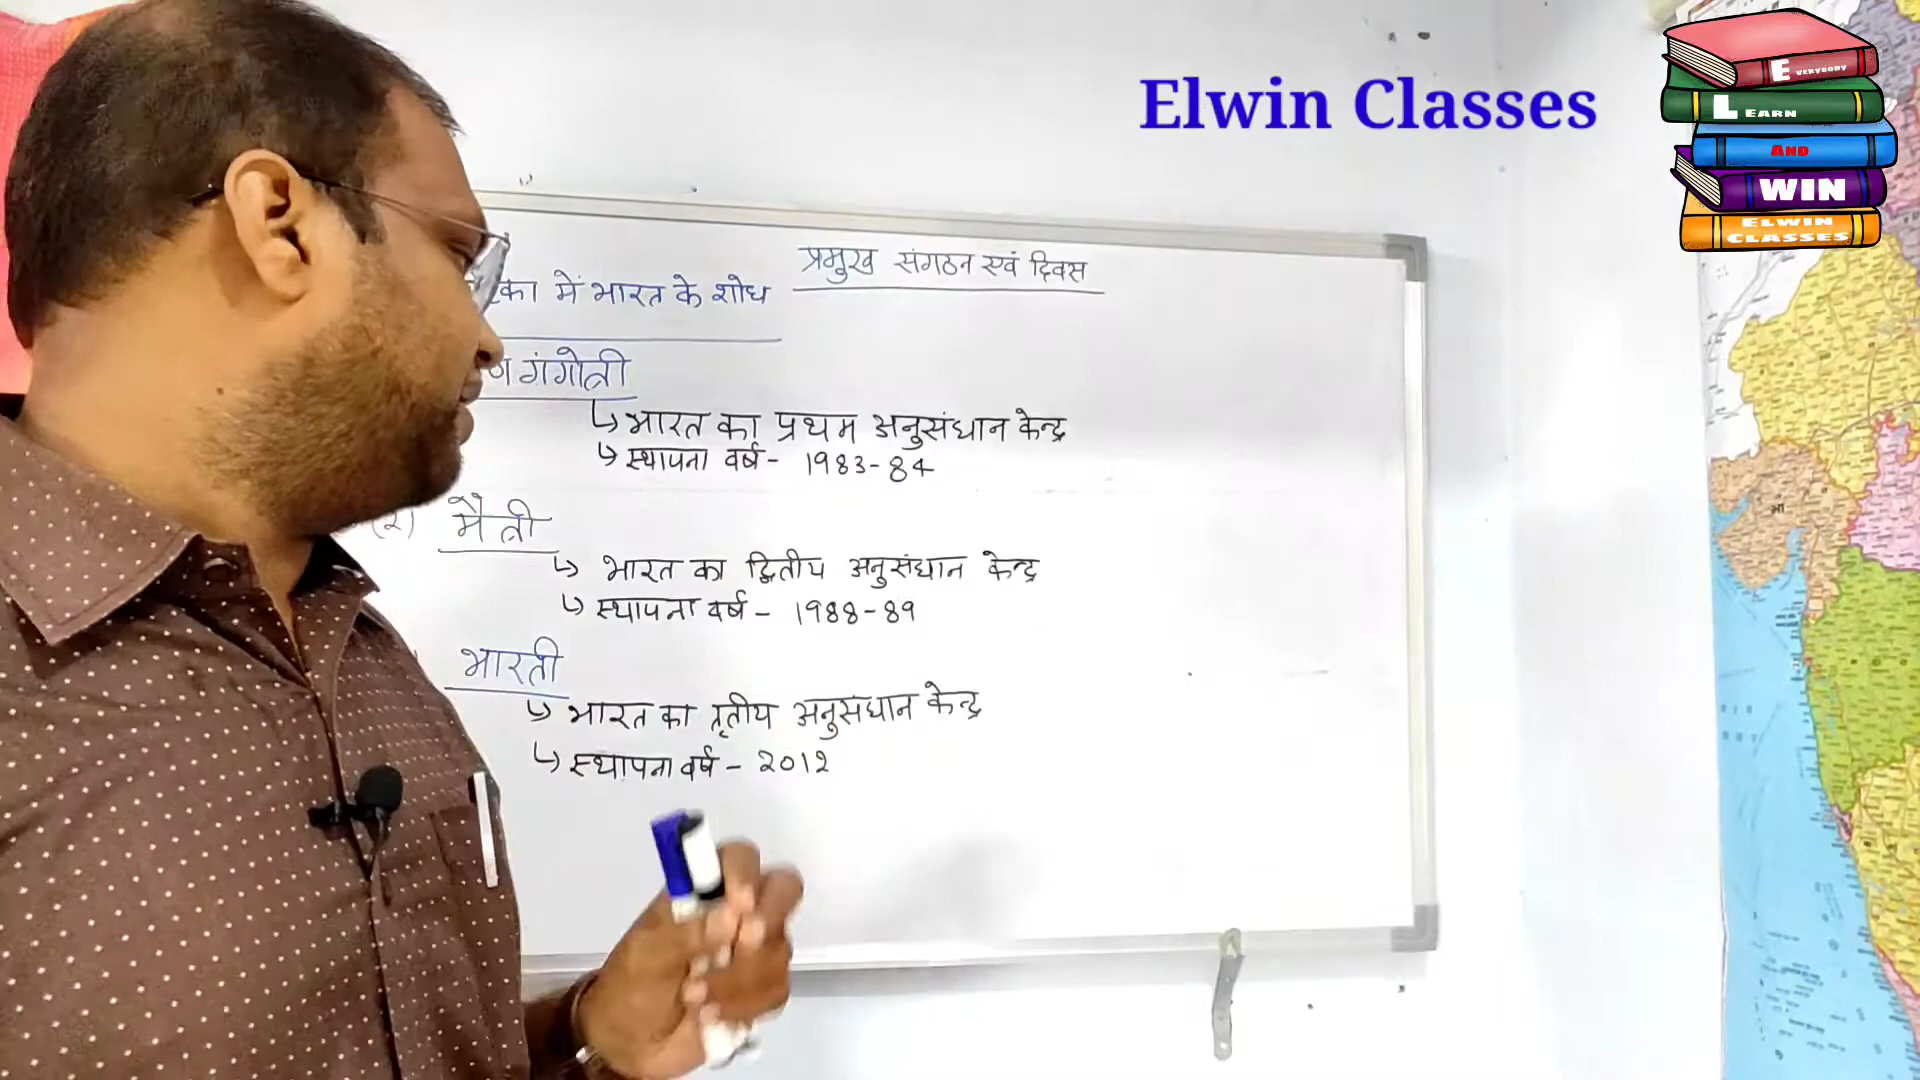 Elwin Classes
EVERYBODY
LEARN
AND
WIN
ELWIN
CLASSES
प्रमुख संगठन एवं दिवस
में भारत के शोध
गंगोत्री
↳ भारत का प्रथम अनुसंधान केन्द्र
↳ स्थापना वर्ष - 1983-84
(2) मैत्री
↳ भारत का द्वितीय अनुसंधान केन्द्र
↳ स्थापना वर्ष - 1988-89
भारती
↳ भारत का तृतीय अनुसंधान केन्द्र
↳ स्थापना वर्ष - 2012